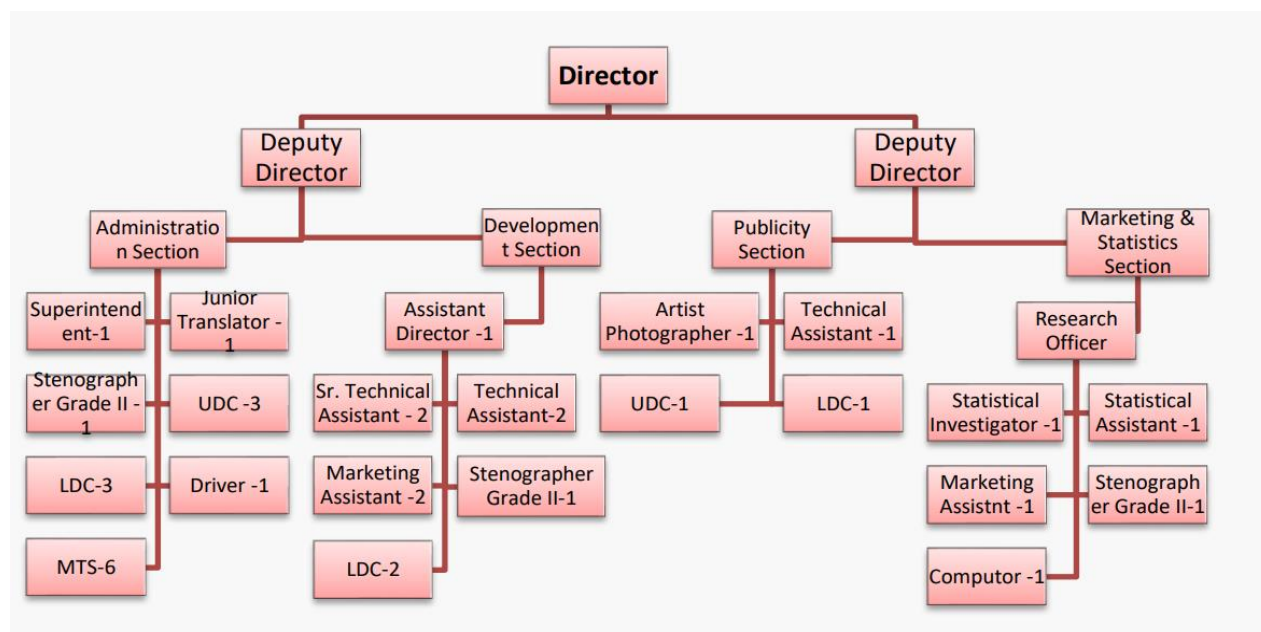 Director
Deputy
Director
Deputy
Director
Administratio
n Section
Developmen
t Section
Publicity
Section
Marketing &
Statistics
Section
Superintend
ent-1
Junior
Translator -
1
Stenograph
er Grade II -
1
UDC -3
LDC-3
Driver -1
MTS-6
Assistant
Director -1
Sr. Technical
Assistant - 2
Technical
Assistant-2
Marketing
Assistant -2
Stenographer
Grade II-1
LDC-2
Artist
Photographer -1
Technical
Assistant -1
UDC-1
LDC-1
Research
Officer
Statistical
Investigator -1
Statistical
Assistant -1
Marketing
Assistnt -1
Stenograph
er Grade II-1
Computor -1